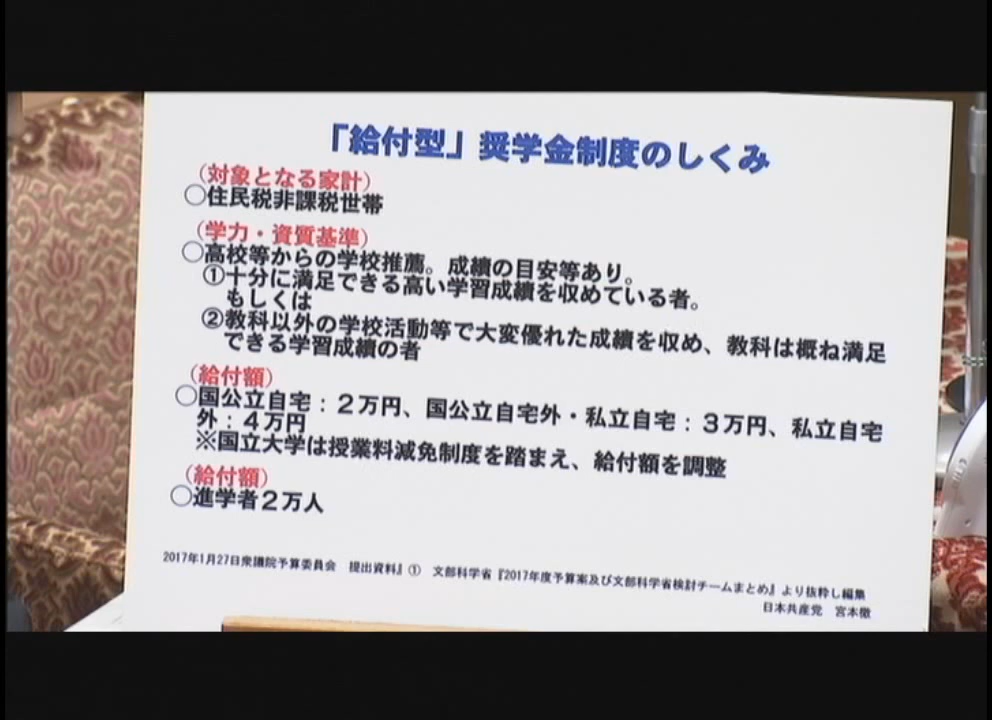 「給付型」奨学金制度のしくみ
（対象となる家計）
○住民税非課税世帯
（学力・資質基準）
○高校等からの学校推薦。成績の目安等あり。
①十分に満足できる高い学習成績を収めている者。
もしくは
②教科以外の学校活動等で大変優れた成績を収め、教科は概ね満足
できる学習成績の者
（給付額）
○国公立自宅：２万円、国公立自宅外・私立自宅：３万円、私立自宅
外：４万円
※国立大学は授業料減免制度を踏まえ、給付額を調整
（給付額）
○進学者２万人
2017年1月27日衆議院予算委員会　提出資料』①　文部科学省『2017年度予算案及び文部科学省検討チームまとめ』より抜粋し編集
日本共産党　宮本徹